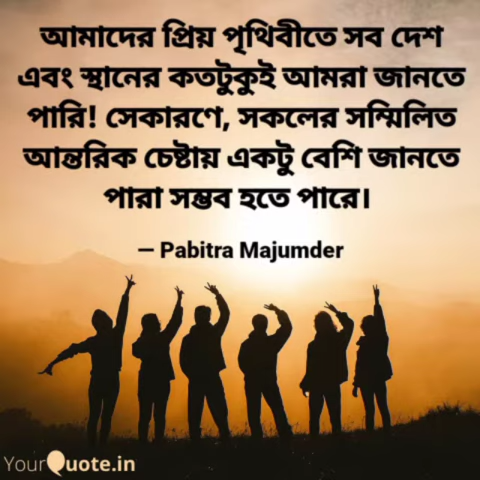 আমাদের প্রিয় পৃথিবীতে সব দেশ
এবং স্থানের কতটুকুই আমরা জানতে
পারি! সেকারণে, সকলের সম্মিলিত
আন্তরিক চেষ্টায় একটু বেশি জানতে
পারা সম্ভব হতে পারে।
— Pabitra Majumder
YourQuote.in